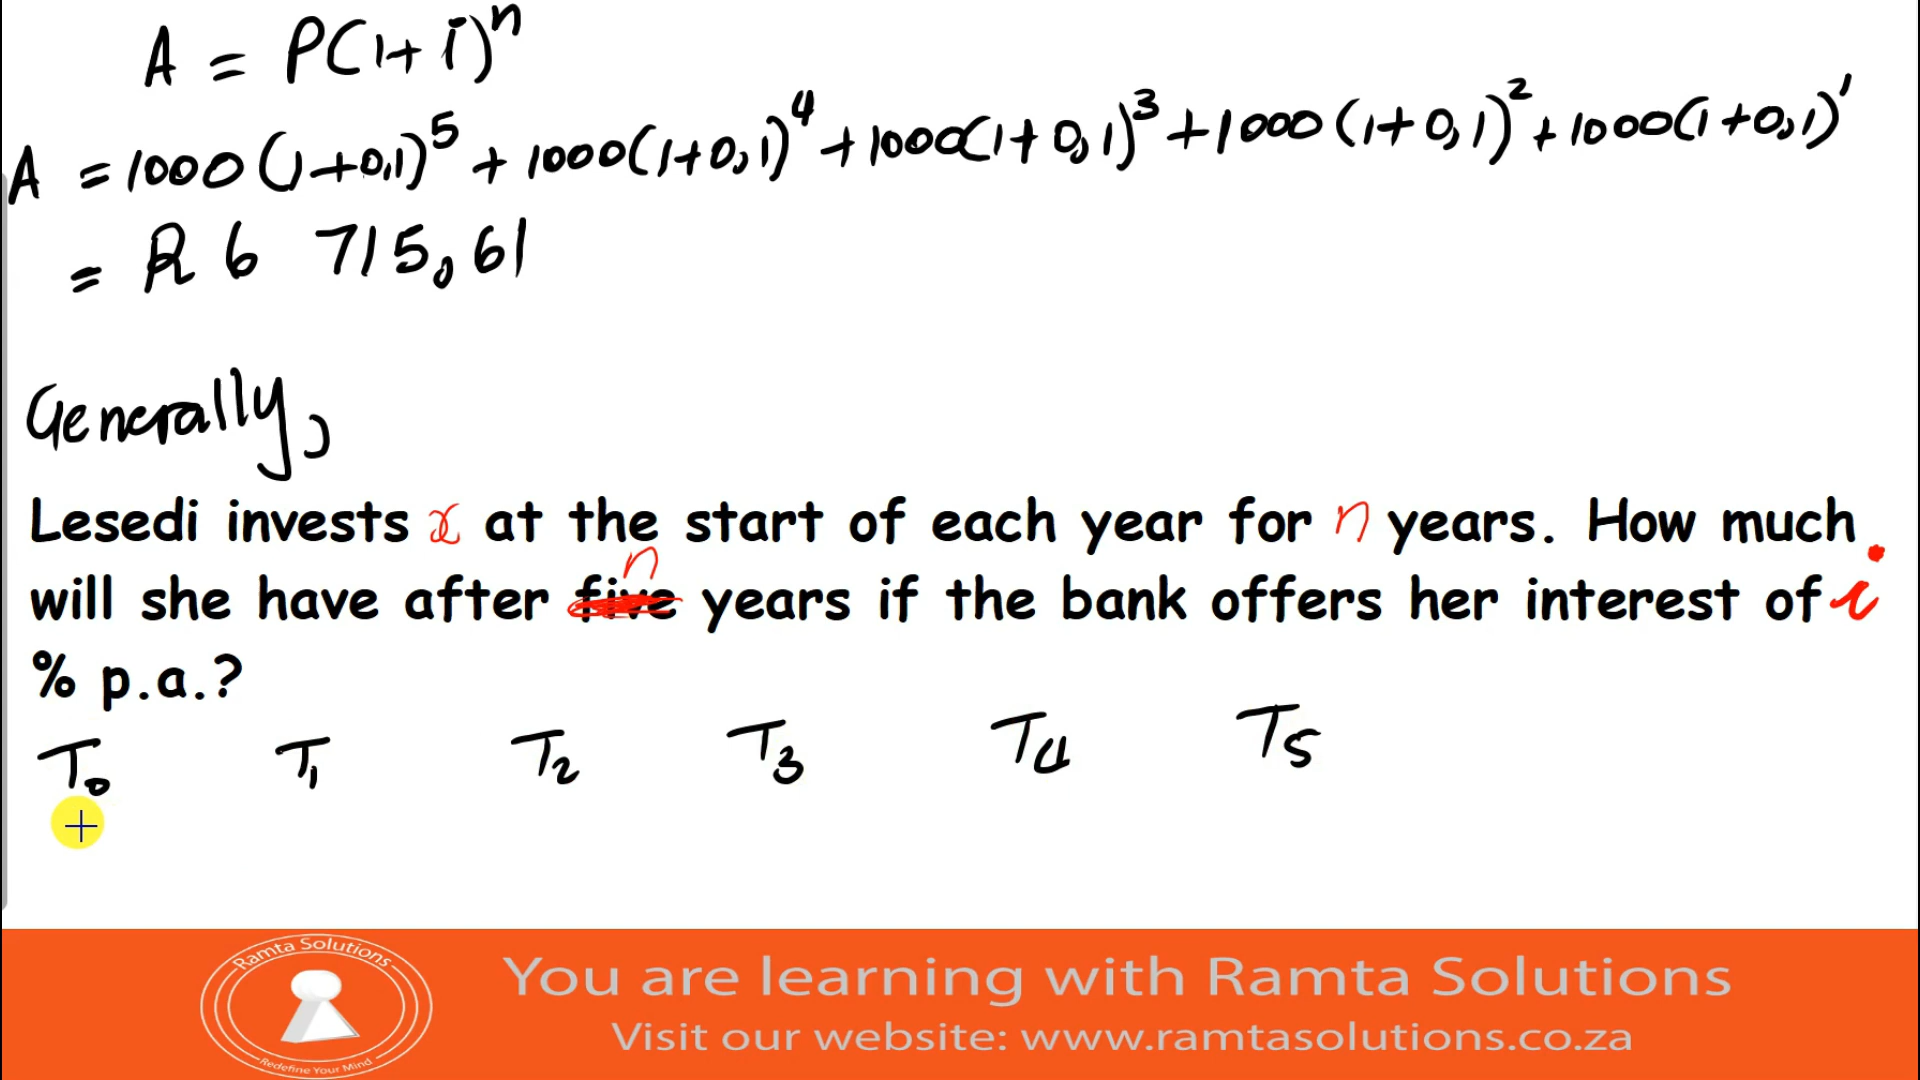 A = P(1+i)ⁿ
A = 1000(1+0,1)⁵ + 1000(1+0,1)⁴ + 1000(1+0,1)³ + 1000(1+0,1)² + 1000(1+0,1)¹
= R 6 715,61
Generally,
Lesedi invests x at the start of each year for n years. How much
n
will she have after five years if the bank offers her interest of i
% p.a.?
T₀ T₁ T₂ T₃ T₄ T₅
Ramta Solutions
Redefine Your Mind
You are learning with Ramta Solutions
Visit our website: www.ramtasolutions.co.za